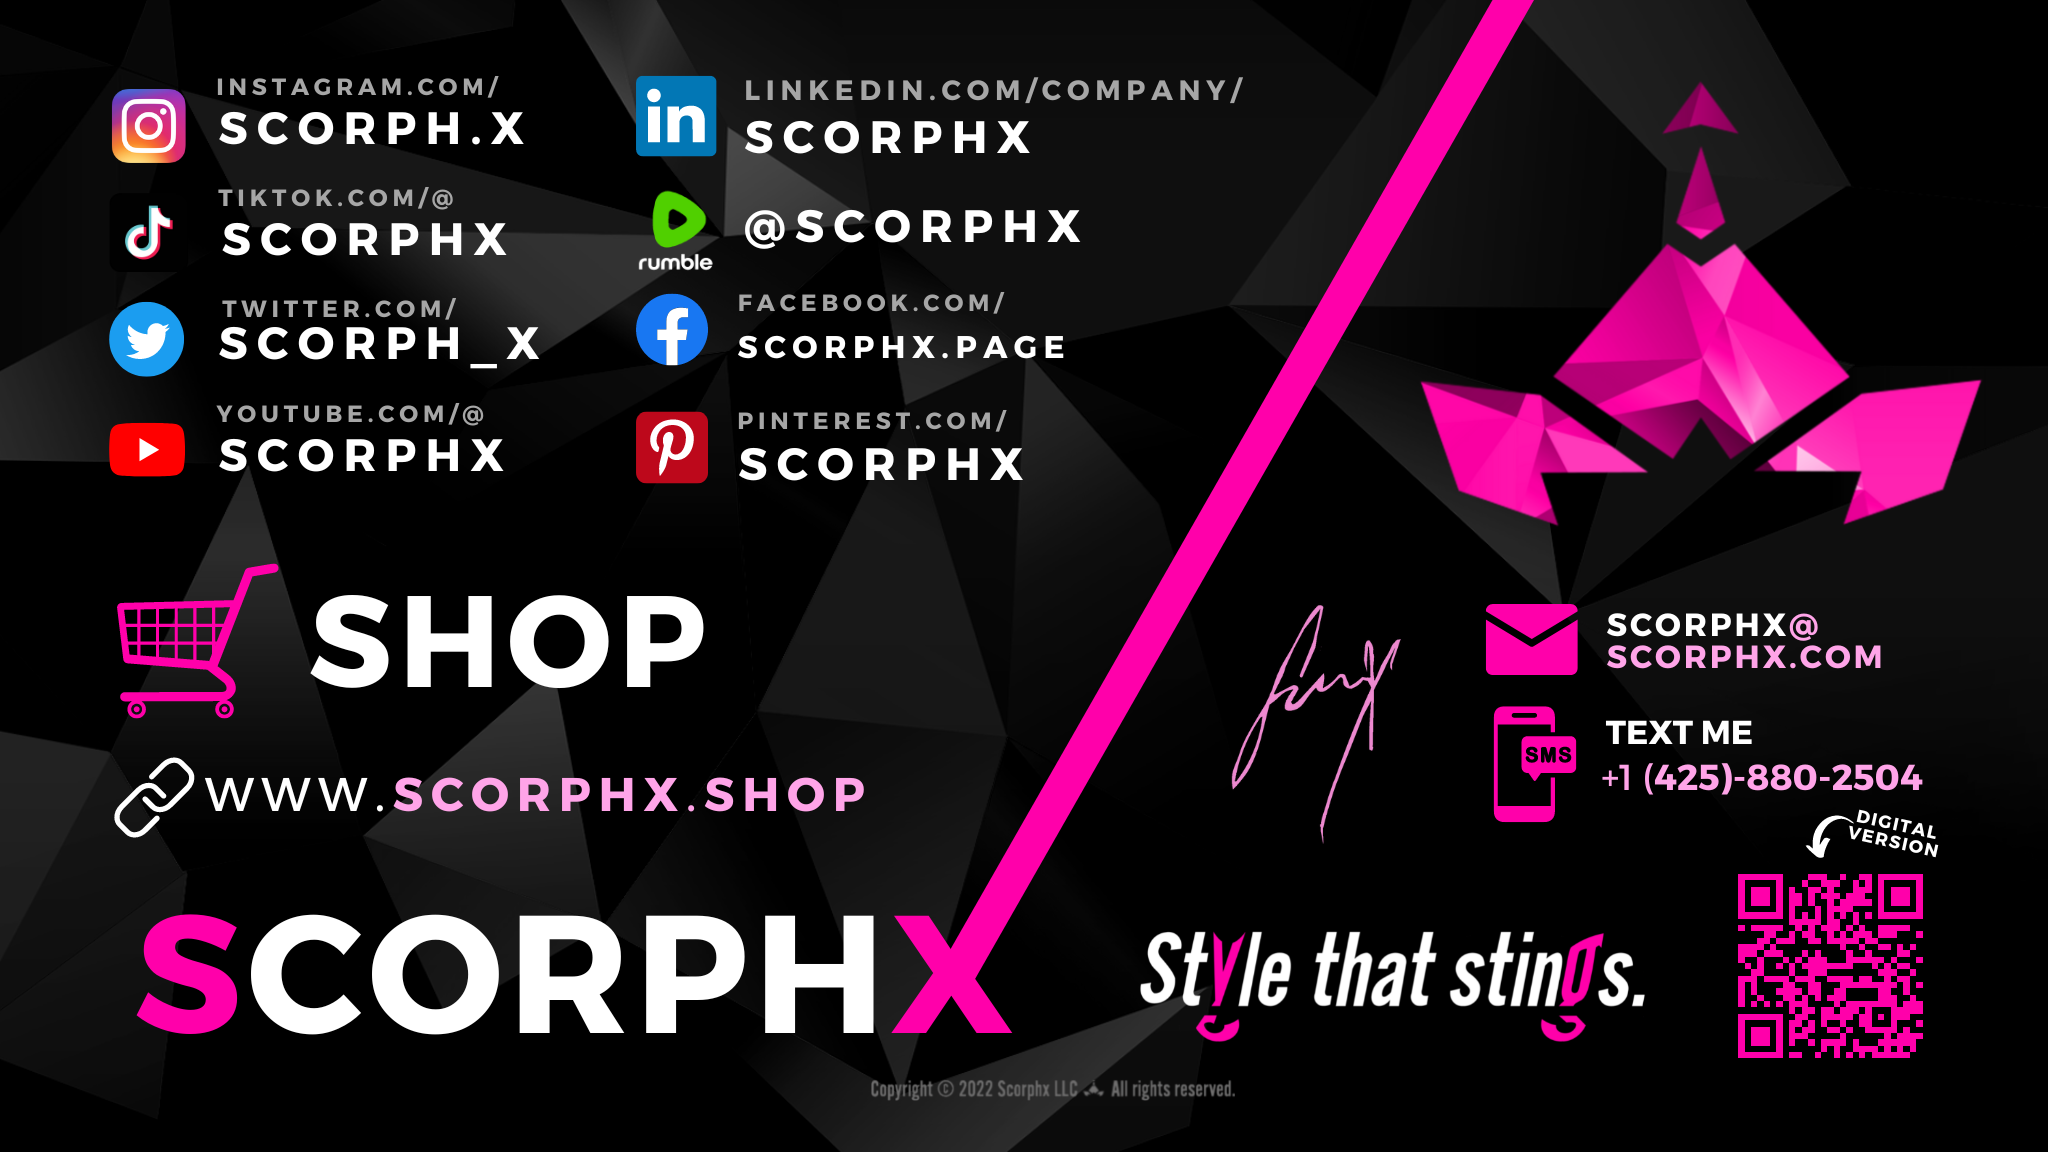 INSTAGRAM.COM/
SCORPH.X
TIKTOK.COM/@
SCORPHX
TWITTER.COM/
SCORPH_X
YOUTUBE.COM/@
SCORPHX
LINKEDIN.COM/COMPANY/
SCORPHX
rumble
@SCORPHX
FACEBOOK.COM/
SCORPHX.PAGE
PINTEREST.COM/
SCORPHX
SHOP
WWW.SCORPHX.SHOP
SCORPHX
SCORPHX@
SCORPHX.COM
SMS
TEXT ME
+1 (425)-880-2504
DIGITAL
VERSION
Style that stings.
Copyright © 2022 Scorphx LLC All rights reserved.